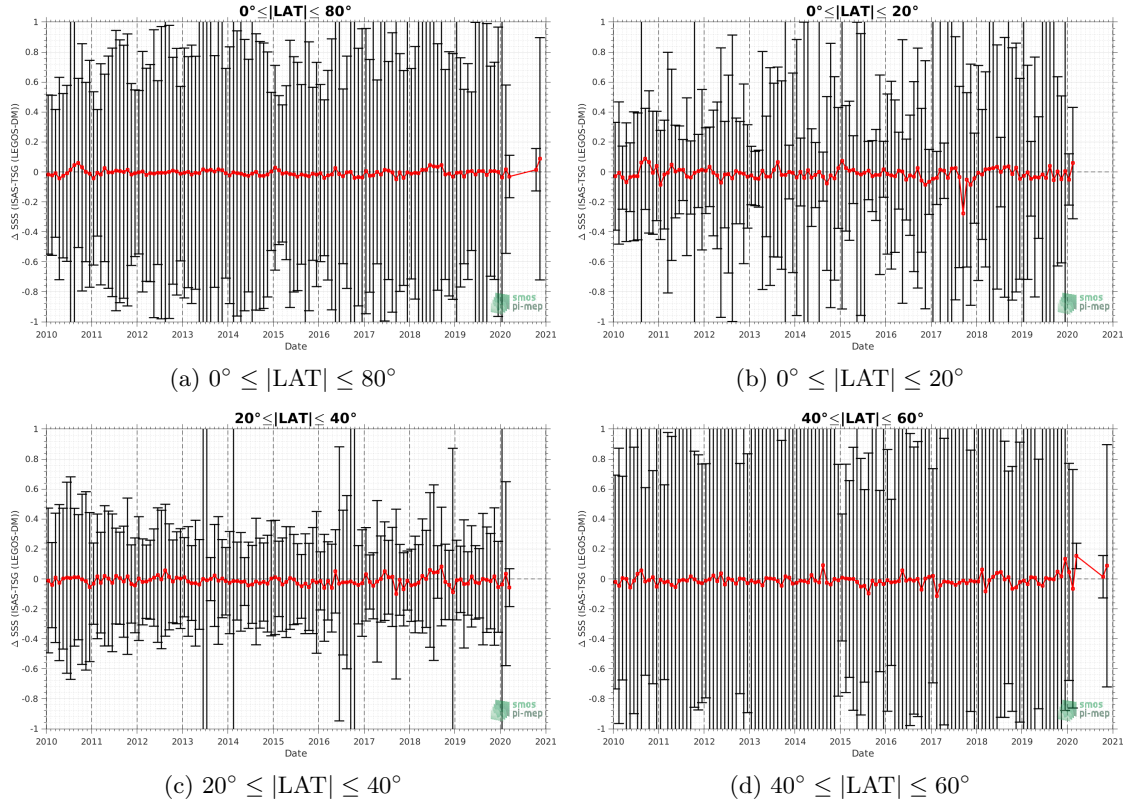 0°≤|LAT|≤ 80°
Δ SSS (ISAS-TSG (LEGOS-DM))
1
0.8
0.6
0.4
0.2
0
-0.2
-0.4
-0.6
-0.8
-1
2010 2011 2012 2013 2014 2015 2016 2017 2018 2019 2020 2021
Date
smos
pi-mep
(a) 0° ≤ |LAT| ≤ 80°
0°≤|LAT|≤ 20°
Δ SSS (ISAS-TSG (LEGOS-DM))
1
0.8
0.6
0.4
0.2
0
-0.2
-0.4
-0.6
-0.8
-1
2010 2011 2012 2013 2014 2015 2016 2017 2018 2019 2020 2021
Date
smos
pi-mep
(b) 0° ≤ |LAT| ≤ 20°
20°≤|LAT|≤ 40°
Δ SSS (ISAS-TSG (LEGOS-DM))
1
0.8
0.6
0.4
0.2
0
-0.2
-0.4
-0.6
-0.8
-1
2010 2011 2012 2013 2014 2015 2016 2017 2018 2019 2020 2021
Date
smos
pi-mep
(c) 20° ≤ |LAT| ≤ 40°
40°≤|LAT|≤ 60°
Δ SSS (ISAS-TSG (LEGOS-DM))
1
0.8
0.6
0.4
0.2
0
-0.2
-0.4
-0.6
-0.8
-1
2010 2011 2012 2013 2014 2015 2016 2017 2018 2019 2020 2021
Date
smos
pi-mep
(d) 40° ≤ |LAT| ≤ 60°